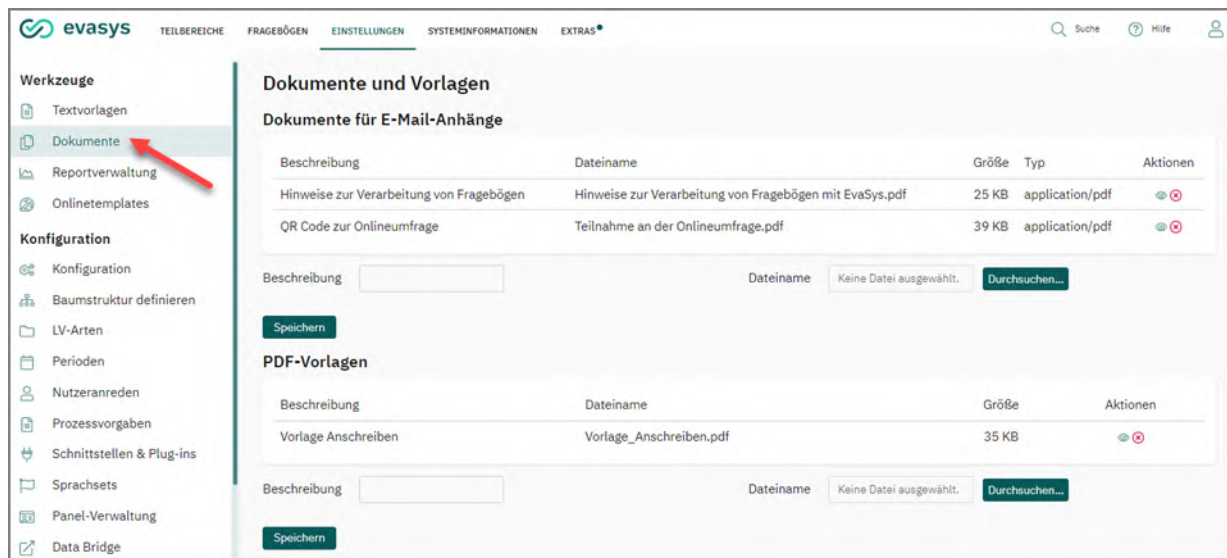 evasys TEILBEREICHE FRAGEBÖGEN EINSTELLUNGEN SYSTEMINFORMATIONEN EXTRAS Suche Hilfe
Werkzeuge
Textvorlagen
Dokumente
Reportverwaltung
Onlinetemplates
Konfiguration
Konfiguration
Baumstruktur definieren
LV-Arten
Perioden
Nutzeranreden
Prozessvorgaben
Schnittstellen & Plug-ins
Sprachsets
Panel-Verwaltung
Data Bridge
Dokumente und Vorlagen
Dokumente für E-Mail-Anhänge
Beschreibung Dateiname Größe Typ Aktionen
Hinweise zur Verarbeitung von Fragebögen Hinweise zur Verarbeitung von Fragebögen mit EvaSys.pdf 25 KB application/pdf
QR Code zur Onlineumfrage Teilnahme an der Onlineumfrage.pdf 39 KB application/pdf
Beschreibung Dateiname Keine Datei ausgewählt. Durchsuchen...
Speichern
PDF-Vorlagen
Beschreibung Dateiname Größe Aktionen
Vorlage Anschreiben Vorlage_Anschreiben.pdf 35 KB
Beschreibung Dateiname Keine Datei ausgewählt. Durchsuchen...
Speichern